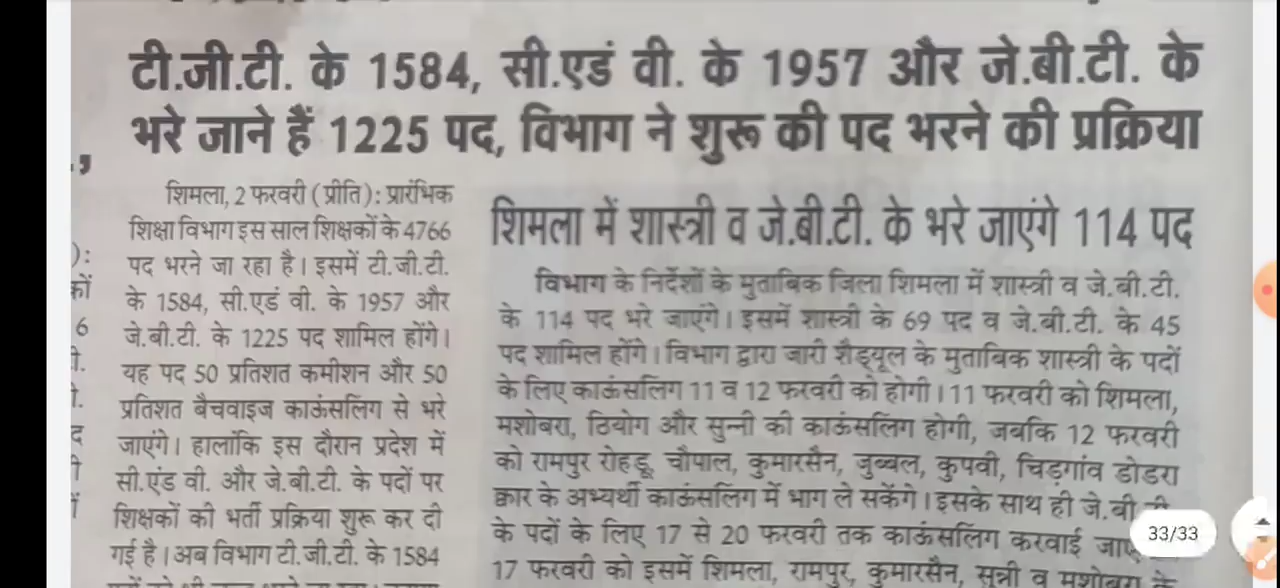 टी.जी.टी. के 1584, सी.एडं वी. के 1957 और जे.बी.टी. के
भरे जाने हैं 1225 पद, विभाग ने शुरू की पद भरने की प्रक्रिया
शिमला, 2 फरवरी (प्रीति): प्रारंभिक
शिक्षा विभाग इस साल शिक्षकों के 4766
पद भरने जा रहा है। इसमें टी.जी.टी.
के 1584, सी.एडं वी. के 1957 और
जे.बी.टी. के 1225 पद शामिल होंगे।
यह पद 50 प्रतिशत कमीशन और 50
प्रतिशत बैचवाइज काऊंसलिंग से भरे
जाएंगे। हालांकि इस दौरान प्रदेश में
सी.एंड वी. और जे.बी.टी. के पदों पर
शिक्षकों की भर्ती प्रक्रिया शुरू कर दी
गई है। अब विभाग टी.जी.टी. के 1584
शिमला में शास्त्री व जे.बी.टी. के भरे जाएंगे 114 पद
विभाग के निर्देशों के मुताबिक जिला शिमला में शास्त्री व जे.बी.टी.
के 114 पद भरे जाएंगे। इसमें शास्त्री के 69 पद व जे.बी.टी. के 45
पद शामिल होंगे। विभाग द्वारा जारी शैड्यूल के मुताबिक शास्त्री के पदों
के लिए काऊंसलिंग 11 व 12 फरवरी को होगी। 11 फरवरी को शिमला,
मशोबरा, ठियोग और सुन्नी की काऊंसलिंग होगी, जबकि 12 फरवरी
को रामपुर रोहडू, चौपाल, कुमारसैन, जुब्बल, कुपवी, चिड़गांव डोडरा
क्वार के अभ्यर्थी काऊंसलिंग में भाग ले सकेंगे। इसके साथ ही जे.बी
के पदों के लिए 17 से 20 फरवरी तक काऊंसलिंग करवाई
17 फरवरी को इसमें शिमला, रामपुर, कुमारसैन, सुन्नी व मशोबरा के
33/33